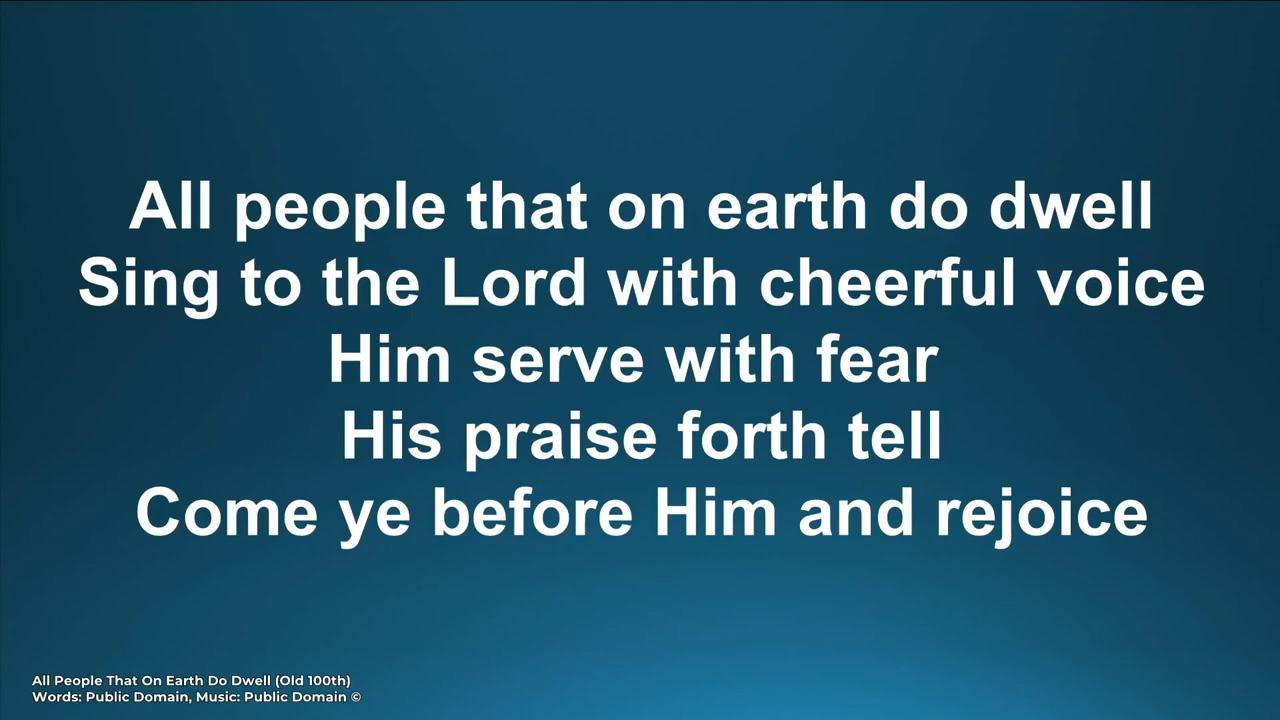 All people that on earth do dwell
Sing to the Lord with cheerful voice
Him serve with fear
His praise forth tell
Come ye before Him and rejoice
All People That On Earth Do Dwell (Old 100th)
Words: Public Domain, Music: Public Domain ©